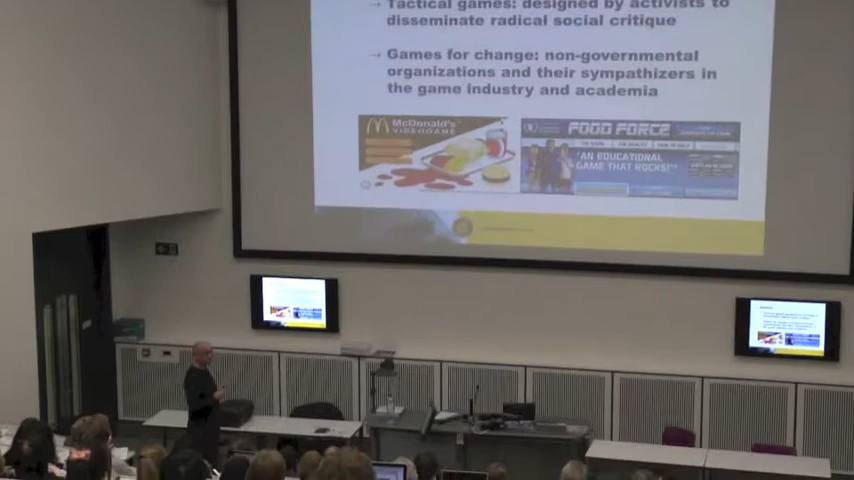 → Tactical games: designed by activists to
disseminate radical social critique
→ Games for change: non-governmental
organizations and their sympathizers in
the game industry and academia
McDonald's
VIDEOGAME
FOOD FORCE
"AN EDUCATIONAL
GAME THAT ROCKS!"